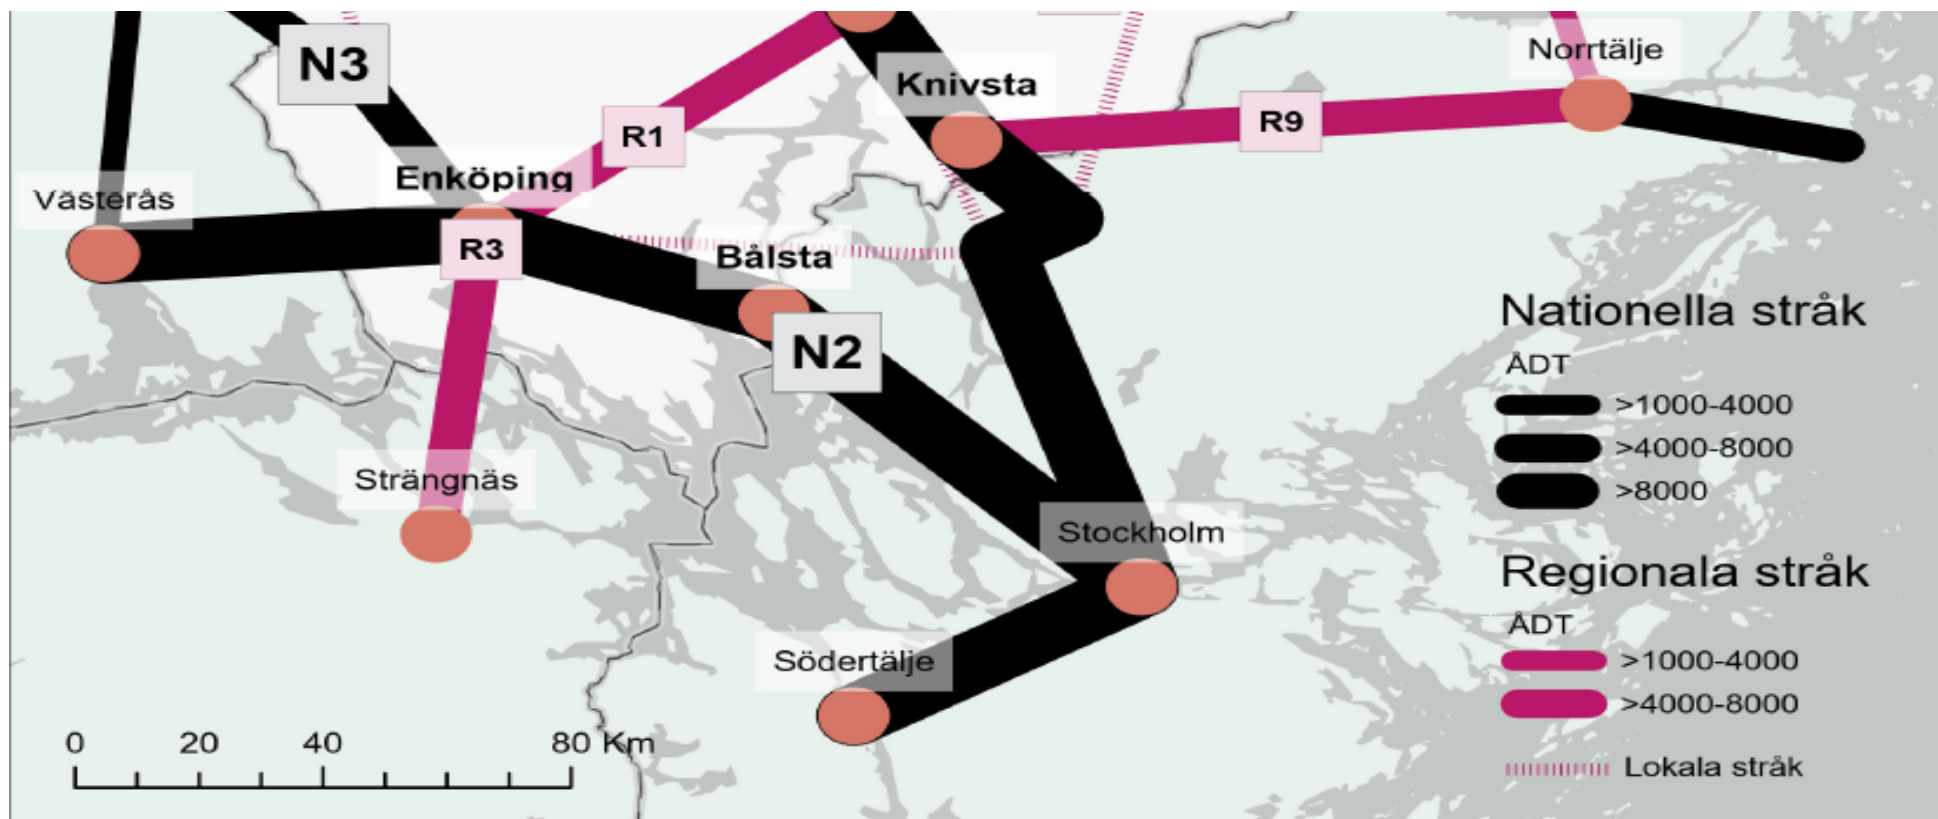 N3
Norrtälje
Knivsta
R1
R9
Enköping
Västerås
R3
Bålsta
N2
Strängnäs
Stockholm
Södertälje
0 20 40 80 Km
Nationella stråk
ÅDT
>1000-4000
>4000-8000
>8000
Regionala stråk
ÅDT
>1000-4000
>4000-8000
Lokala stråk